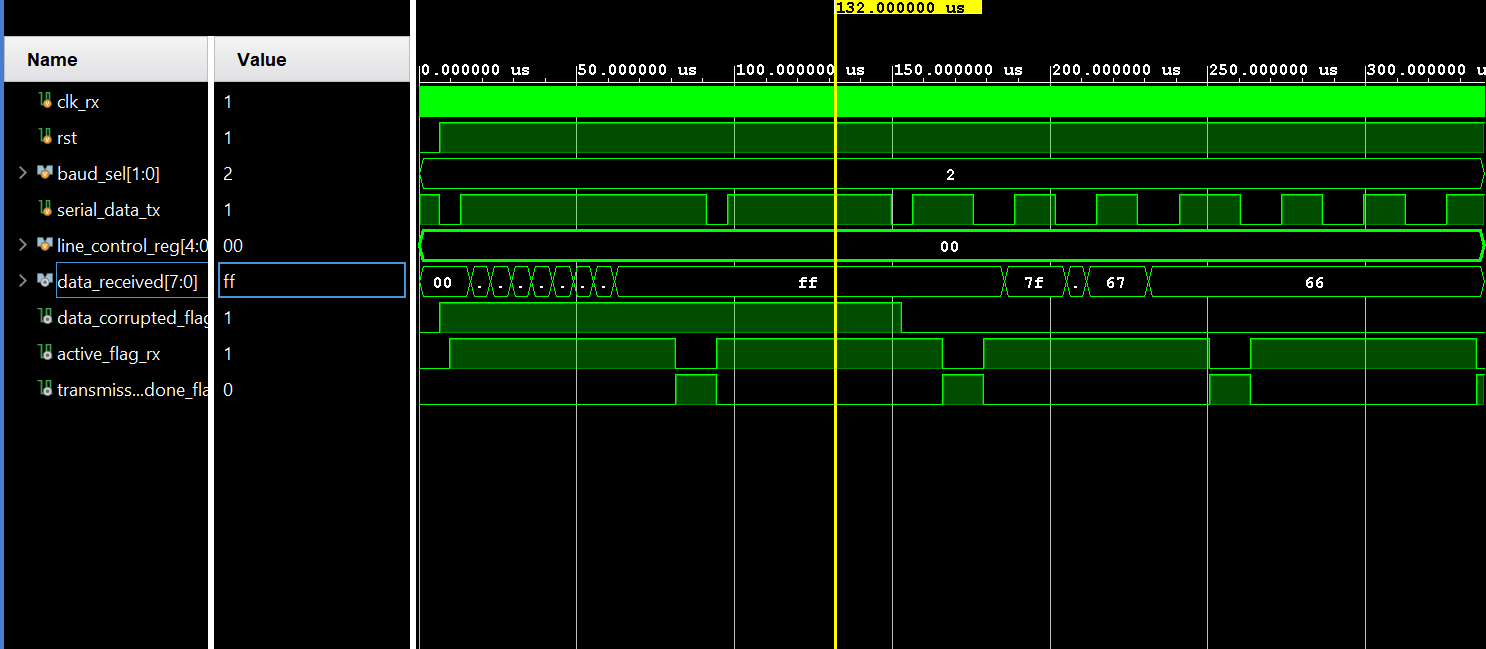 132.000000 us
Name Value
0.000000 us 50.000000 us 100.000000 us 150.000000 us 200.000000 us 250.000000 us 300.000000 u
clk_rx 1
rst 1
baud_sel[1:0] 2 2
serial_data_tx 1
line_control_reg[4:0 00 00
data_received[7:0] ff 00 . . . . . . . ff 7f . 67 66
data_corrupted_flag 1
active_flag_rx 1
transmiss...done_fla 0